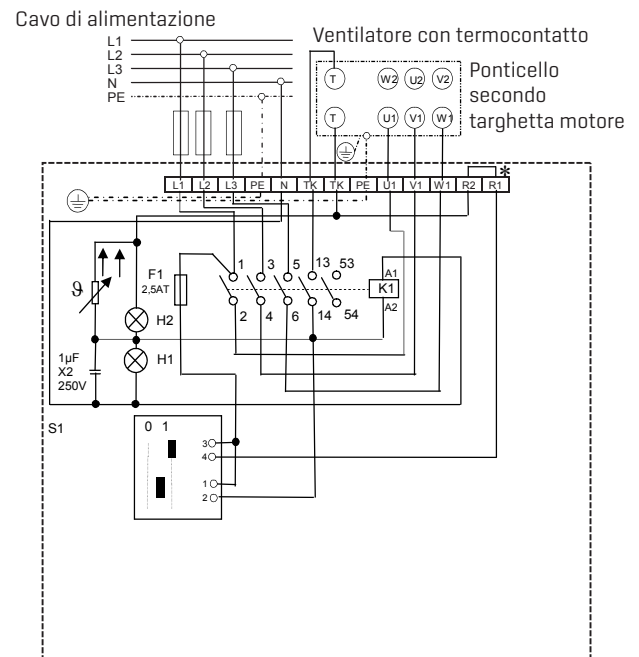 Cavo di alimentazione
L1
L2
L3
N
PE
Ventilatore con termocontatto
T W2 U2 V2
T U1 V1 W1
Ponticello
secondo
targhetta motore
L1 L2 L3 PE N TK TK PE U1 V1 W1 R2 R1 *
ϑ
F1
2,5AT
1 3 5 13 53
2 4 6 14 54
A1
K1
A2
H2
H1
1µF
X2
250V
S1
0 1
3
4
1
2